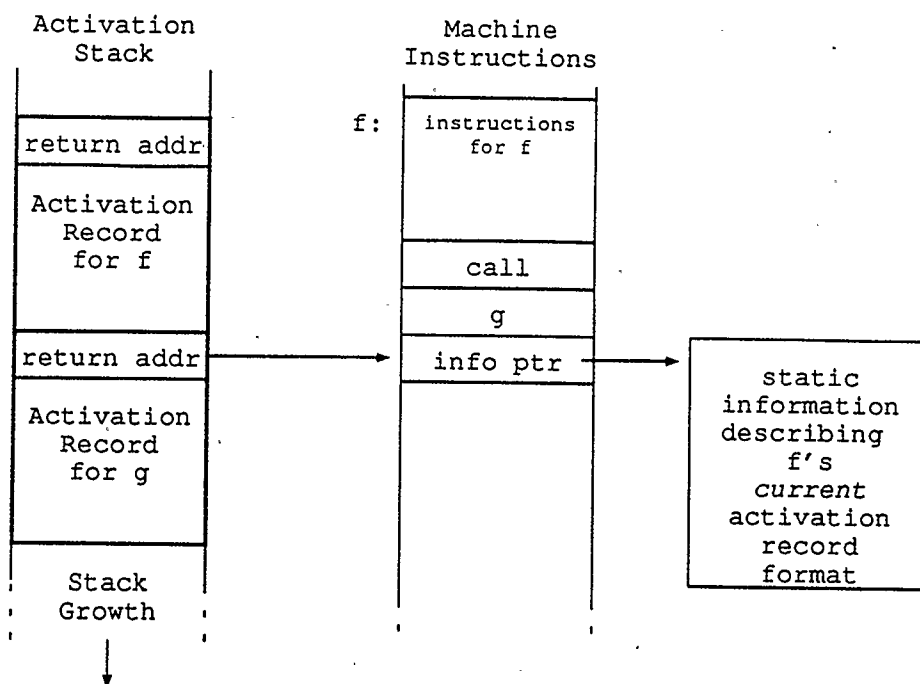 Activation
Stack
return addr
Activation
Record
for f
return addr
Activation
Record
for g
Stack
Growth
Machine
Instructions
f:
instructions
for f
call
g
info ptr
static
information
describing
f's
current
activation
record
format